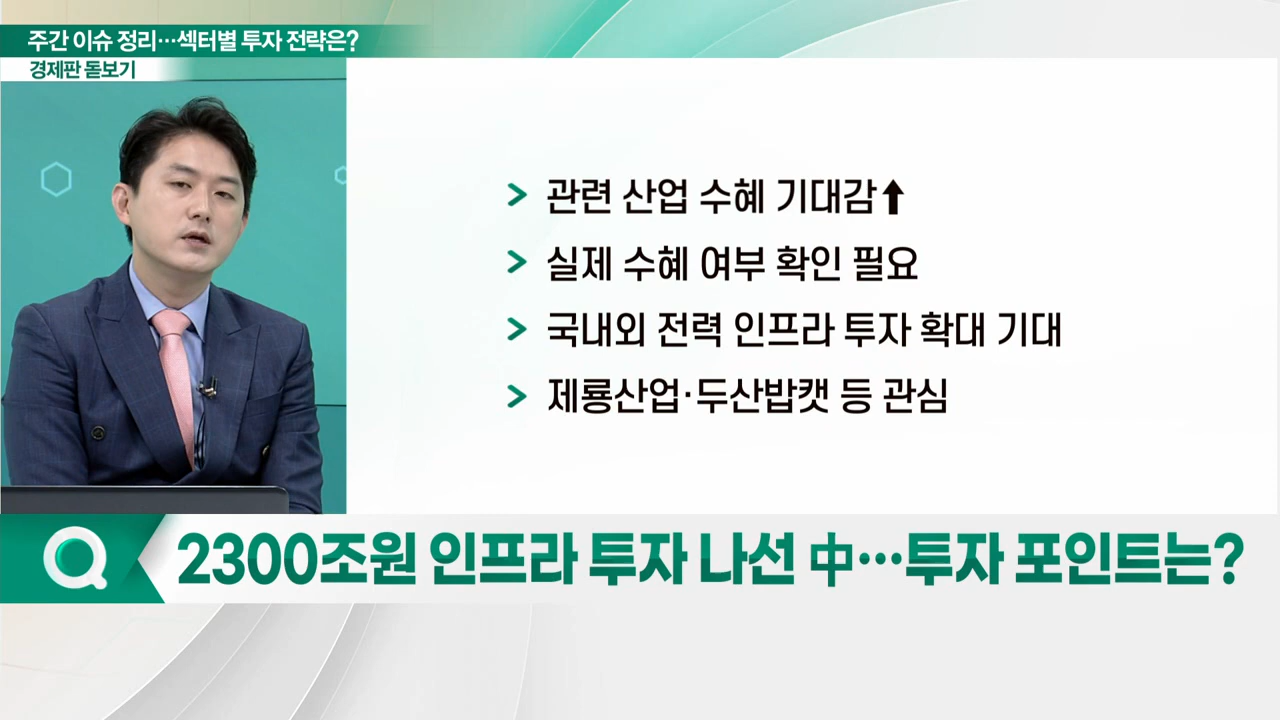 주간 이슈 정리…섹터별 투자 전략은?
경제판 돋보기
> 관련 산업 수혜 기대감↑
> 실제 수혜 여부 확인 필요
> 국내외 전력 인프라 투자 확대 기대
> 제룡산업·두산밥캣 등 관심
Q 2300조원 인프라 투자 나선 中…투자 포인트는?